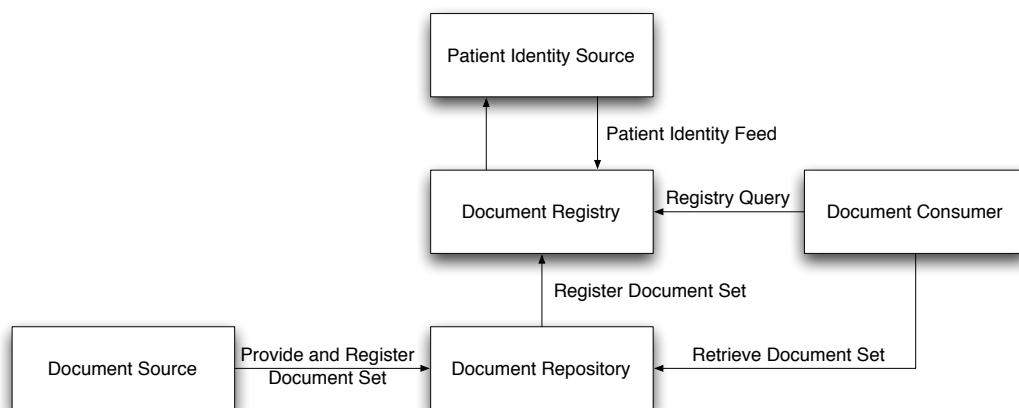 Patient Identity Source
Patient Identity Feed
Document Registry
Registry Query
Document Consumer
Register Document Set
Document Source
Provide and Register
Document Set
Document Repository
Retrieve Document Set